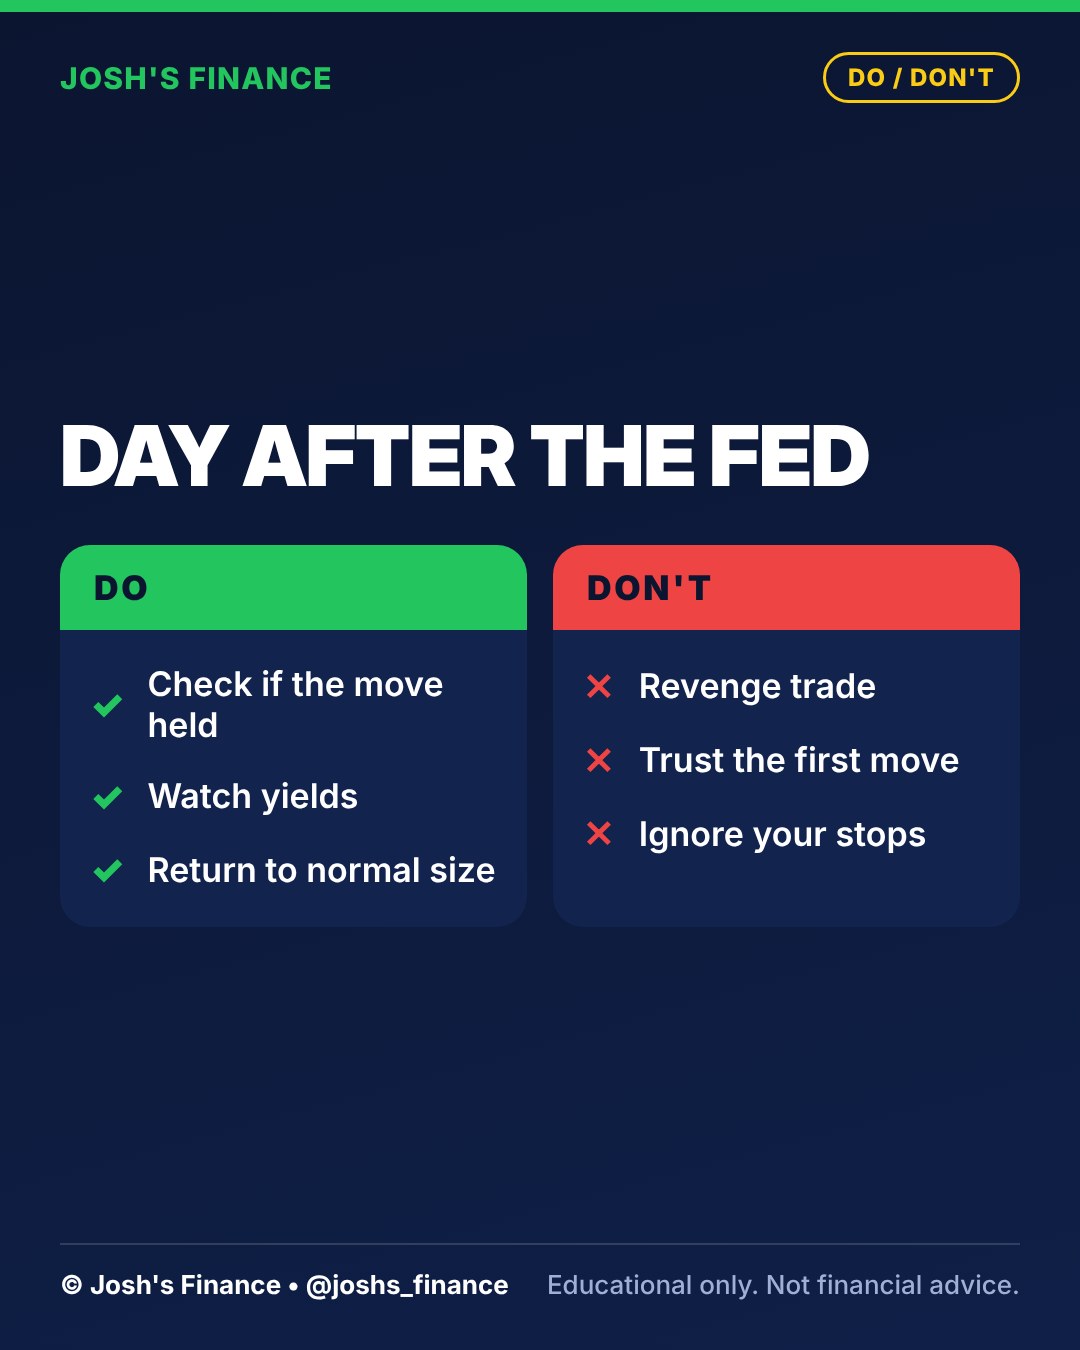 JOSH'S FINANCE
DO / DON'T
DAY AFTER THE FED
DO
Check if the move
held
Watch yields
Return to normal size
DON'T
Revenge trade
Trust the first move
Ignore your stops
© Josh's Finance • @joshs_finance
Educational only. Not financial advice.